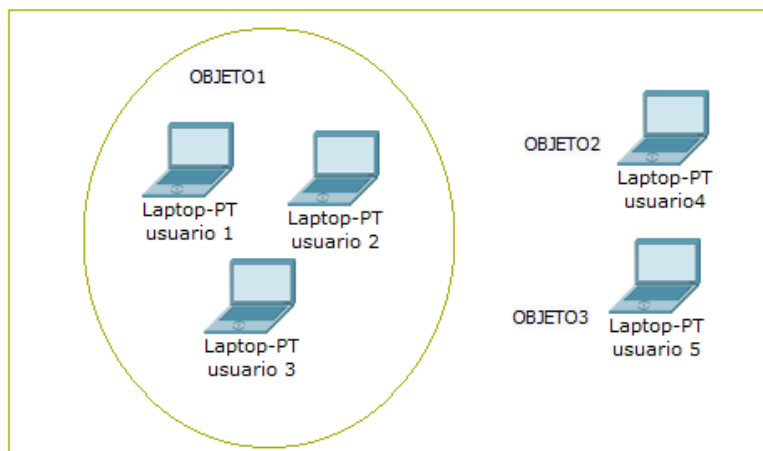 OBJETO1
Laptop-PT
usuario 1
Laptop-PT
usuario 2
Laptop-PT
usuario 3
OBJETO2
Laptop-PT
usuario4
OBJETO3
Laptop-PT
usuario 5